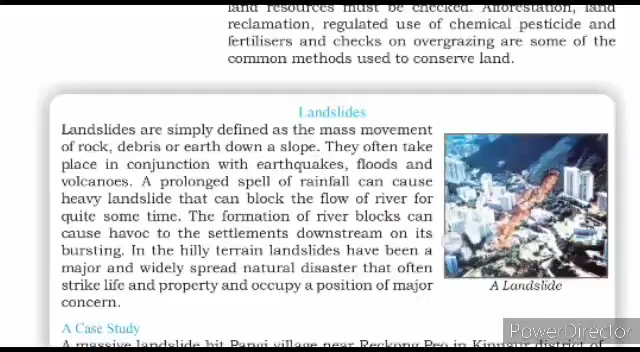 land resources must be checked. Afforestation, land
reclamation, regulated use of chemical pesticide and
fertilisers and checks on overgrazing are some of the
common methods used to conserve land.
Landslides
Landslides are simply defined as the mass movement
of rock, debris or earth down a slope. They often take
place in conjunction with earthquakes, floods and
volcanoes. A prolonged spell of rainfall can cause
heavy landslide that can block the flow of river for
quite some time. The formation of river blocks can
cause havoc to the settlements downstream on its
bursting. In the hilly terrain landslides have been a
major and widely spread natural disaster that often
strike life and property and occupy a position of major
concern.
A Landslide
A Case Study
A massive landslide hit Pangi village near Reckong Peo in Kinnaur district of
PowerDirector